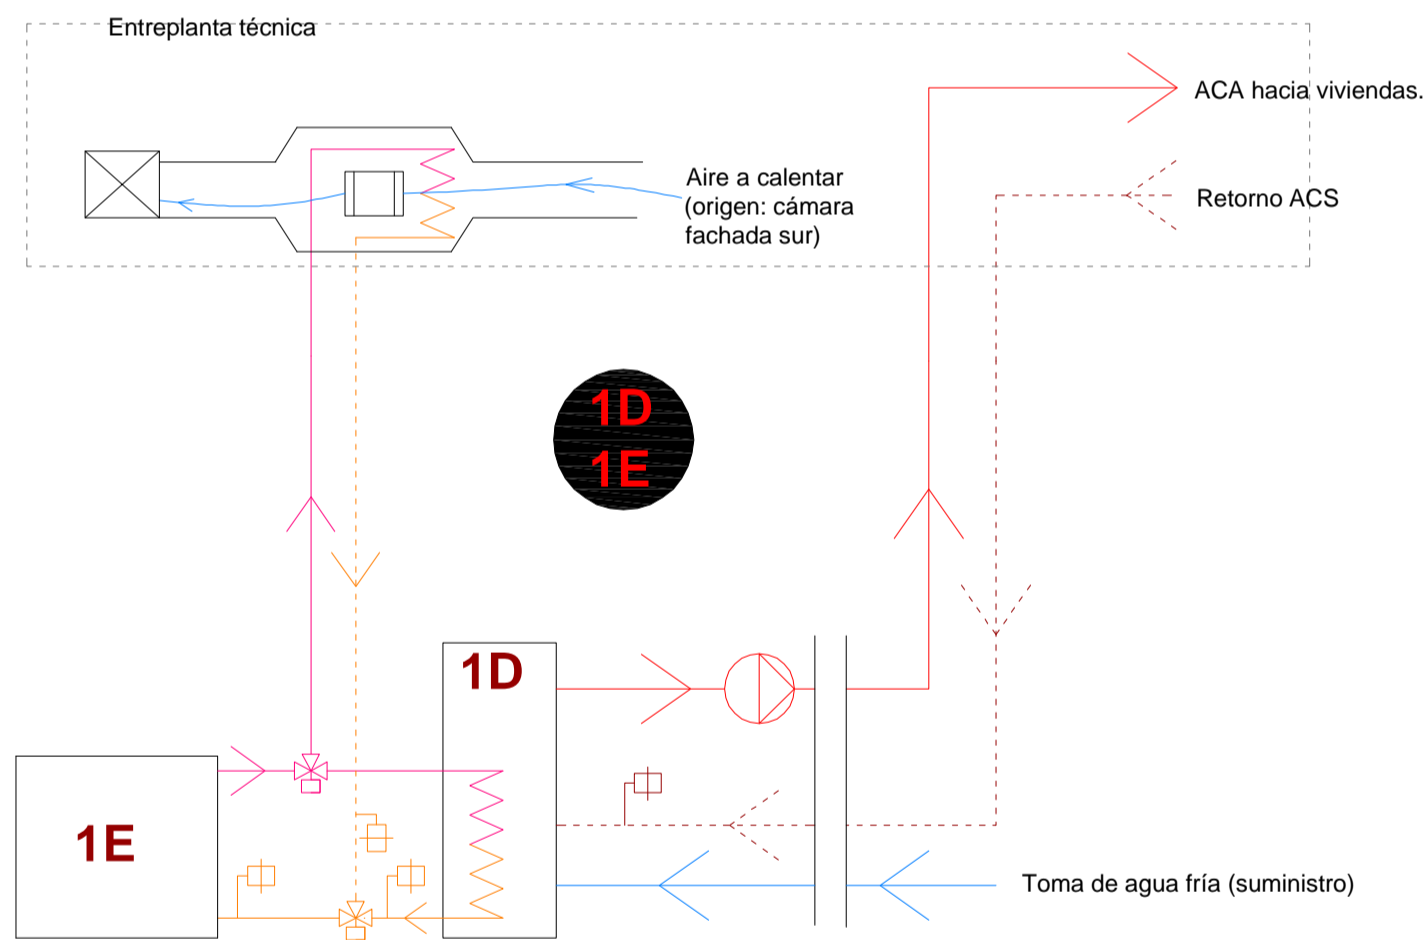 Entreplanta técnica
ACA hacia viviendas.
Aire a calentar
(origen: cámara
fachada sur)
Retorno ACS
1D
1E
1D
1E
Toma de agua fría (suministro)